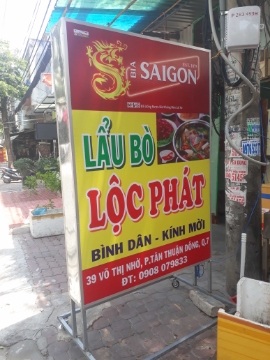 BIA
SAIGON
LẨU BÒ
LỘC PHÁT
BÌNH DÂN - KÍNH MỜI
39 VÕ THỊ NHỜ, P.TÂN THUẬN ĐÔNG, Q.7
ĐT: 0908 079833